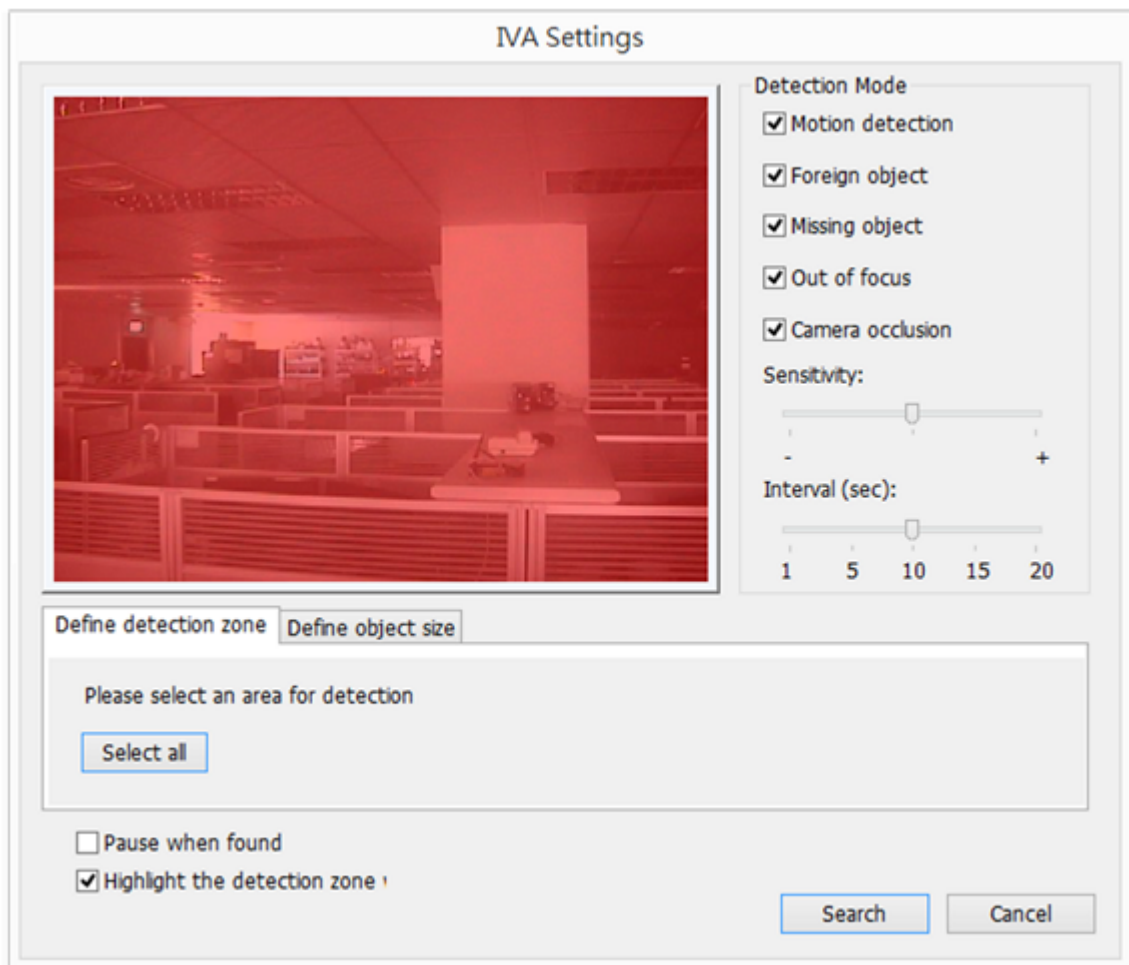 IVA Settings
Detection Mode
Motion detection
Foreign object
Missing object
Out of focus
Camera occlusion
Sensitivity:
- +
Interval (sec):
1 5 10 15 20
Define detection zone Define object size
Please select an area for detection
Select all
Pause when found
Highlight the detection zone
Search Cancel